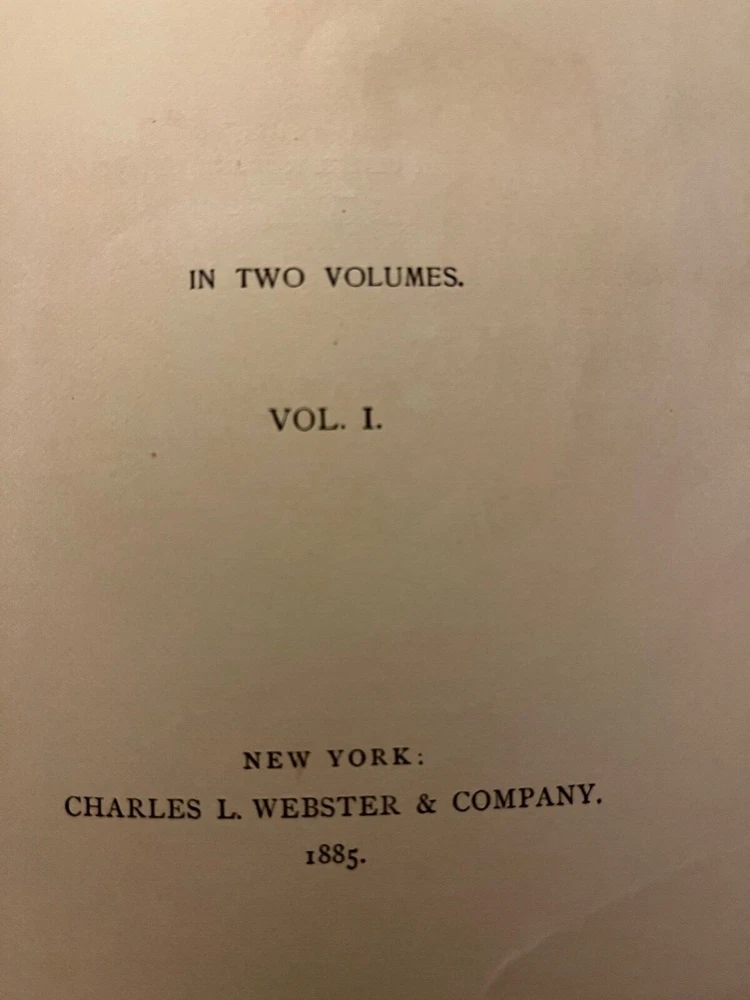 IN TWO VOLUMES.
VOL. I.
NEW YORK:
CHARLES L. WEBSTER & COMPANY.
1885.